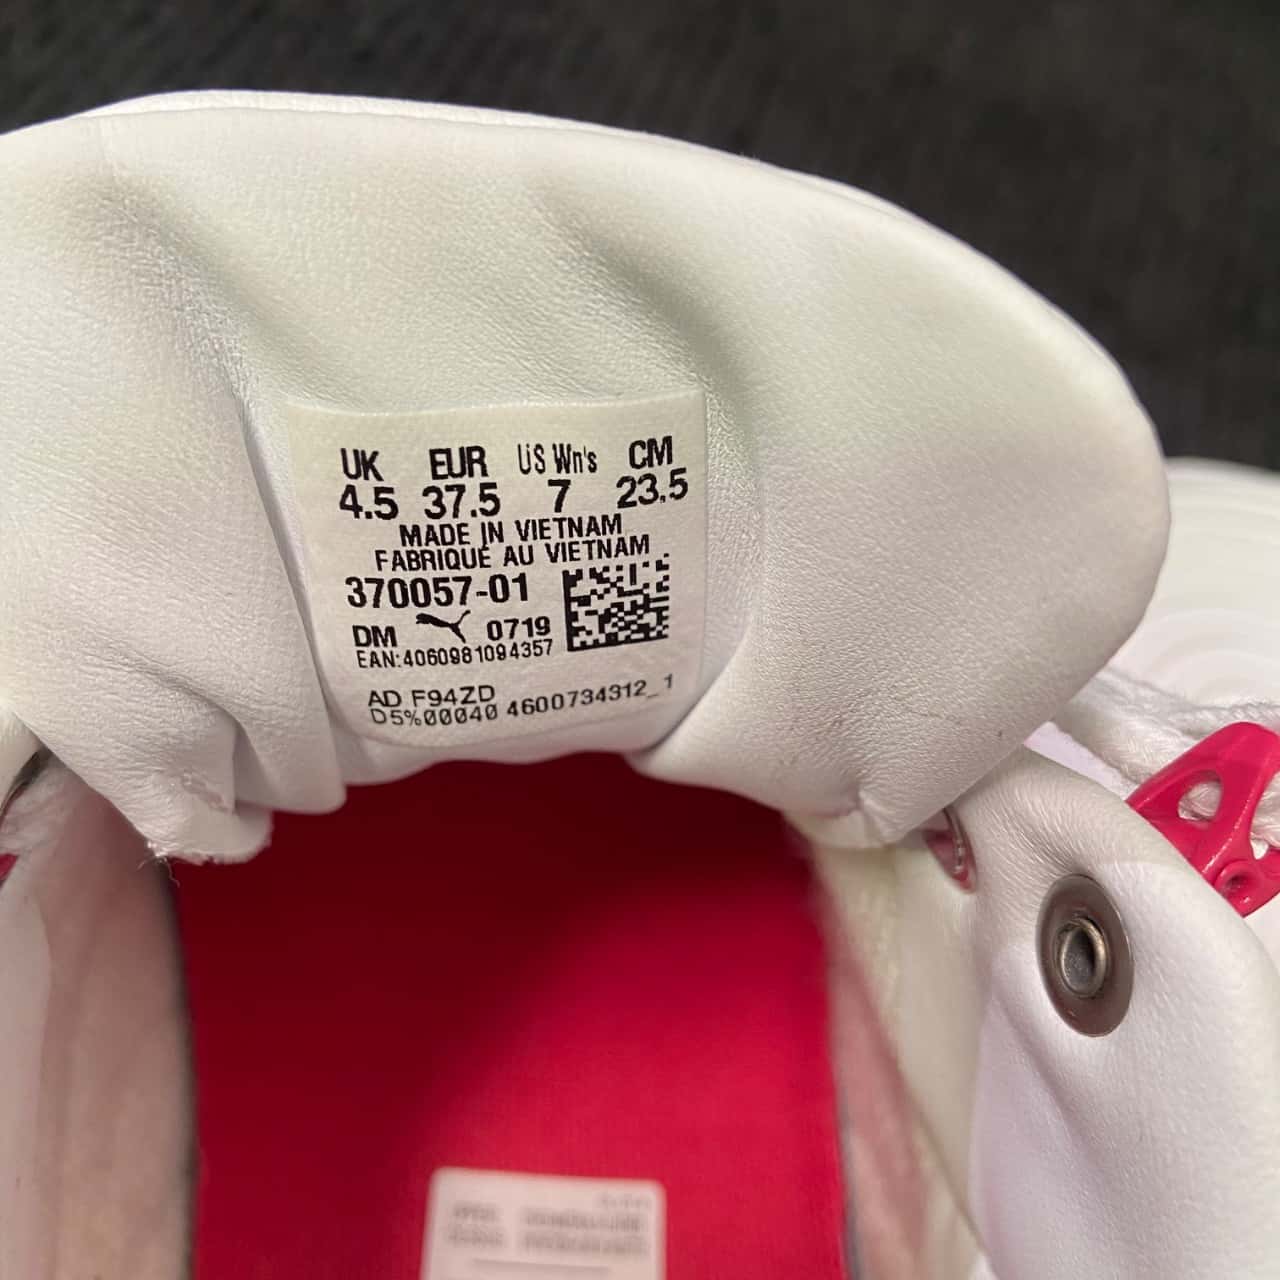 UK EUR US Wn's CM
4.5 37.5 7 23.5
MADE IN VIETNAM
FABRIQUÉ AU VIETNAM
370057-01
DM 0719
EAN:4060981094357
AD F94ZD
D5%00040 4600734312_1